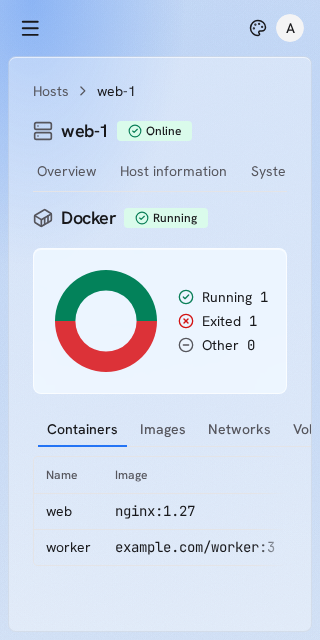 A
Hosts > web-1
web-1 Online
Overview Host information Syste
Docker Running
Running 1
Exited 1
Other 0
Containers Images Networks Vol
Name Image
web nginx:1.27
worker example.com/worker:3